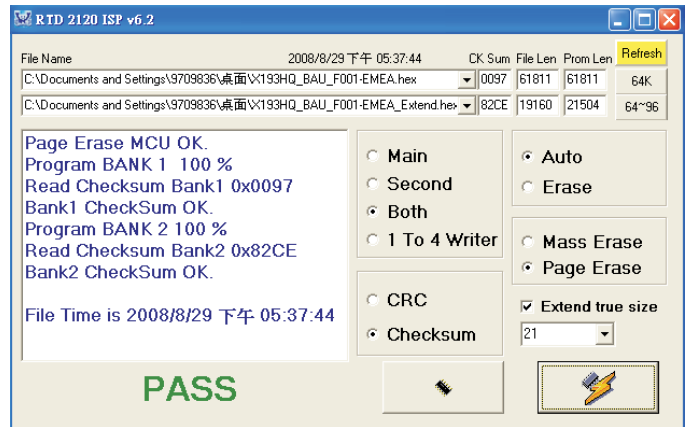 RTD 2120 ISP v6.2
File Name 2008/8/29 下午 05:37:44 CK Sum File Len Prom Len Refresh
C:\Documents and Settings\9709836\桌面\X193HQ_BAU_F001-EMEA.hex 0097 61811 61811 64K
C:\Documents and Settings\9709836\桌面\X193HQ_BAU_F001-EMEA_Extend.hex 82CE 19160 21504 64~96
Page Erase MCU OK.
Program BANK 1 100 %
Read Checksum Bank1 0x0097
Bank1 CheckSum OK.
Program BANK 2 100 %
Read Checksum Bank2 0x82CE
Bank2 CheckSum OK.
File Time is 2008/8/29 下午 05:37:44
PASS
Main
Second
Both
1 To 4 Writer
CRC
Checksum
Auto
Erase
Mass Erase
Page Erase
Extend true size
21